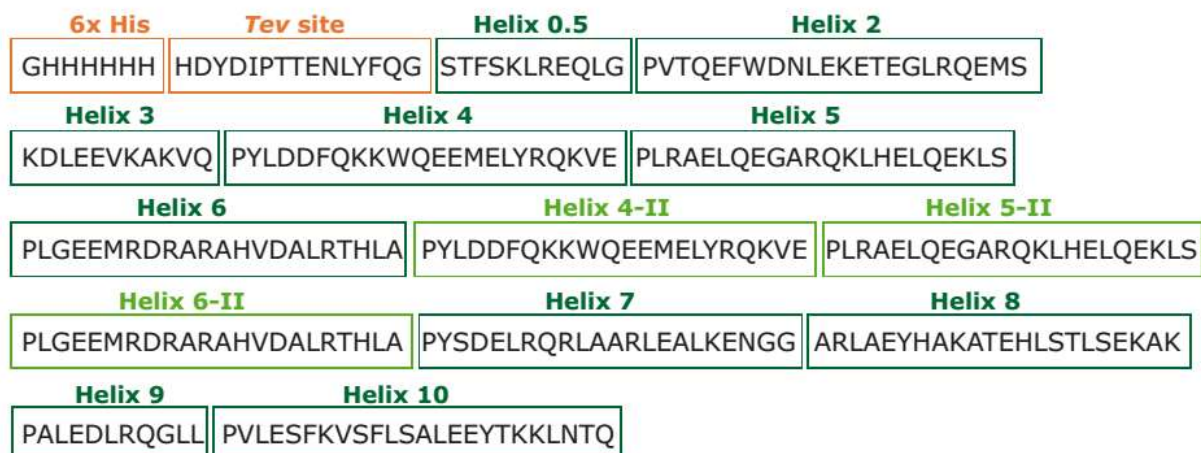 6x His Tev site Helix 0.5 Helix 2
GHHHHHH HDYDIPTTENLYFQG STFSKLREQLG PVTQEFWDNLEKETEGLRQEMS
Helix 3 Helix 4 Helix 5
KDLEEVKAKVQ PYLDDFQKKWQEEMELYRQKVE PLRAELQEGARQKLHELQEKLS
Helix 6 Helix 4-II Helix 5-II
PLGEEMRDRARAHVDALRTHLA PYLDDFQKKWQEEMELYRQKVE PLRAELQEGARQKLHELQEKLS
Helix 6-II Helix 7 Helix 8
PLGEEMRDRARAHVDALRTHLA PYSDELRQRLAARLEALKENGG ARLAEYHAKATEHLSTLSEKAK
Helix 9 Helix 10
PALEDLRQGLL PVLESFKVSFLSALEEYTKKLNTQ